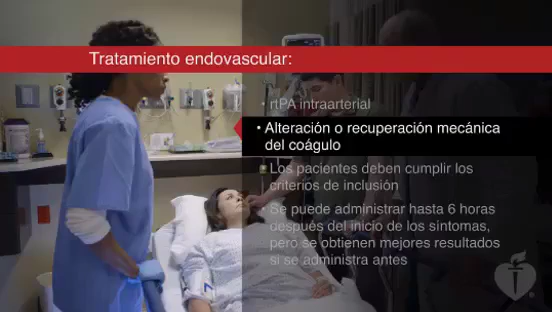 Tratamiento endovascular:
• rtPA intraarterial
• Alteración o recuperación mecánica
del coágulo
• Los pacientes deben cumplir los
criterios de inclusión
• Se puede administrar hasta 6 horas
después del inicio de los síntomas,
pero se obtienen mejores resultados
si se administra antes